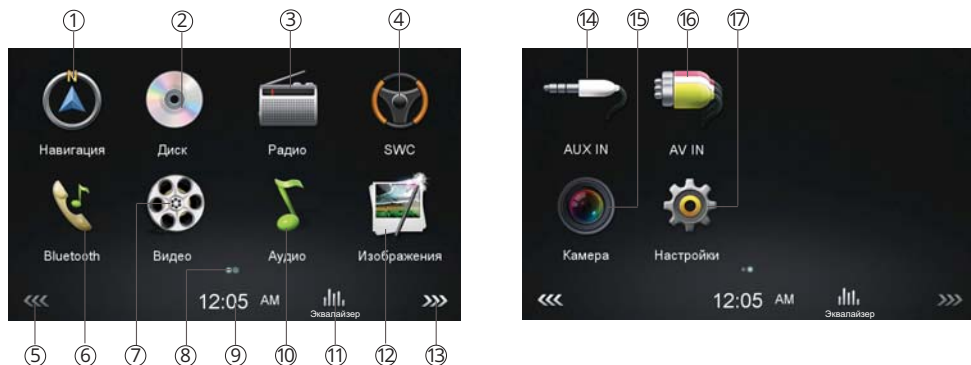 ① ② ③ ④ ⑭ ⑯ ⑮ ⑰
N
Навигация Диск Радио SWC
AUX IN AV IN
Bluetooth Видео Аудио Изображения
Камера Настройки
12:05 AM
Эквалайзер
12:05 AM
Эквалайзер
⑤ ⑥ ⑦ ⑧ ⑨ ⑩ ⑪ ⑫ ⑬